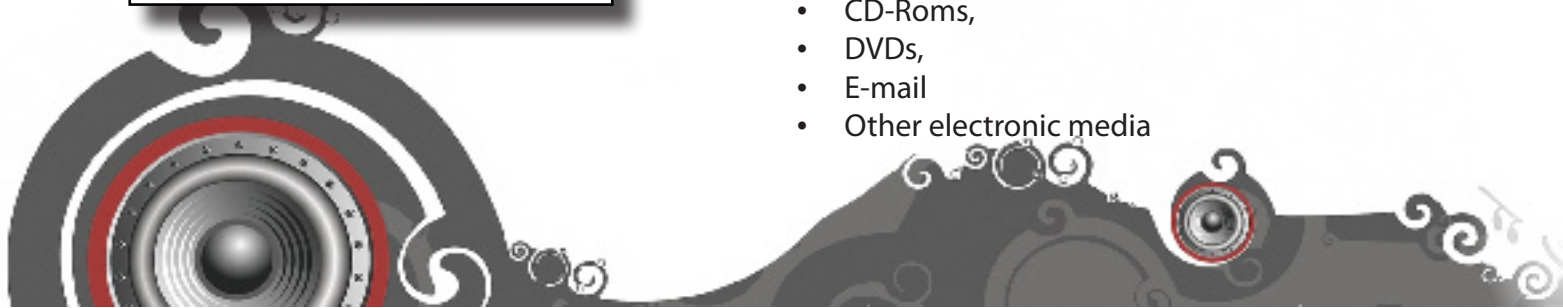 • CD-Roms,
• DVDs,
• E-mail
• Other electronic media